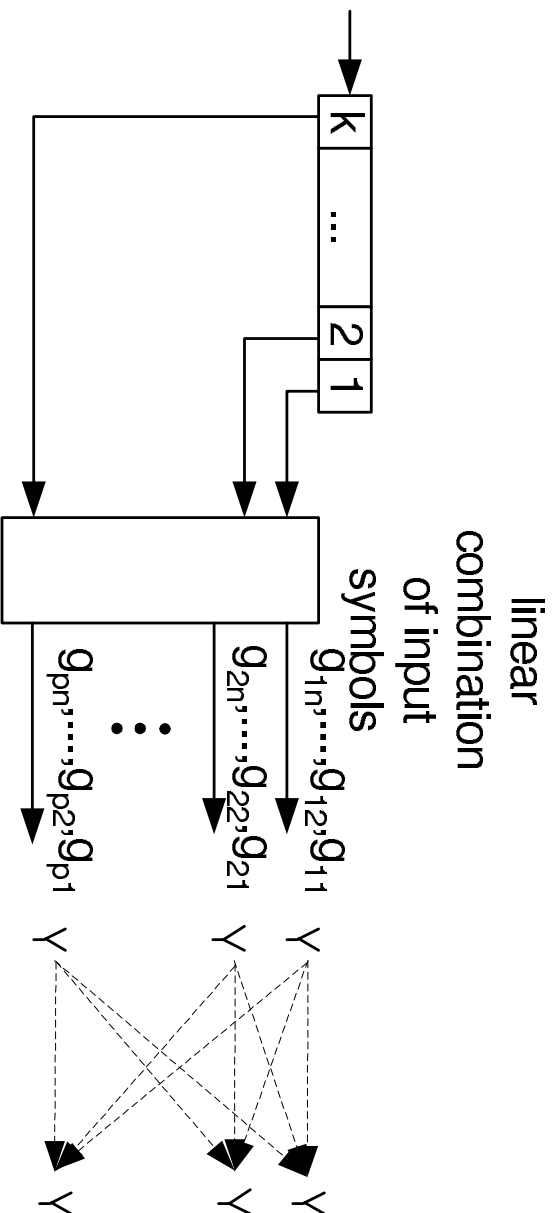 k
...
2
1
linear
combination
of input
symbols
g1n,...,g12,g11
g2n,...,g22,g21
gpn,...,gp2,gp1